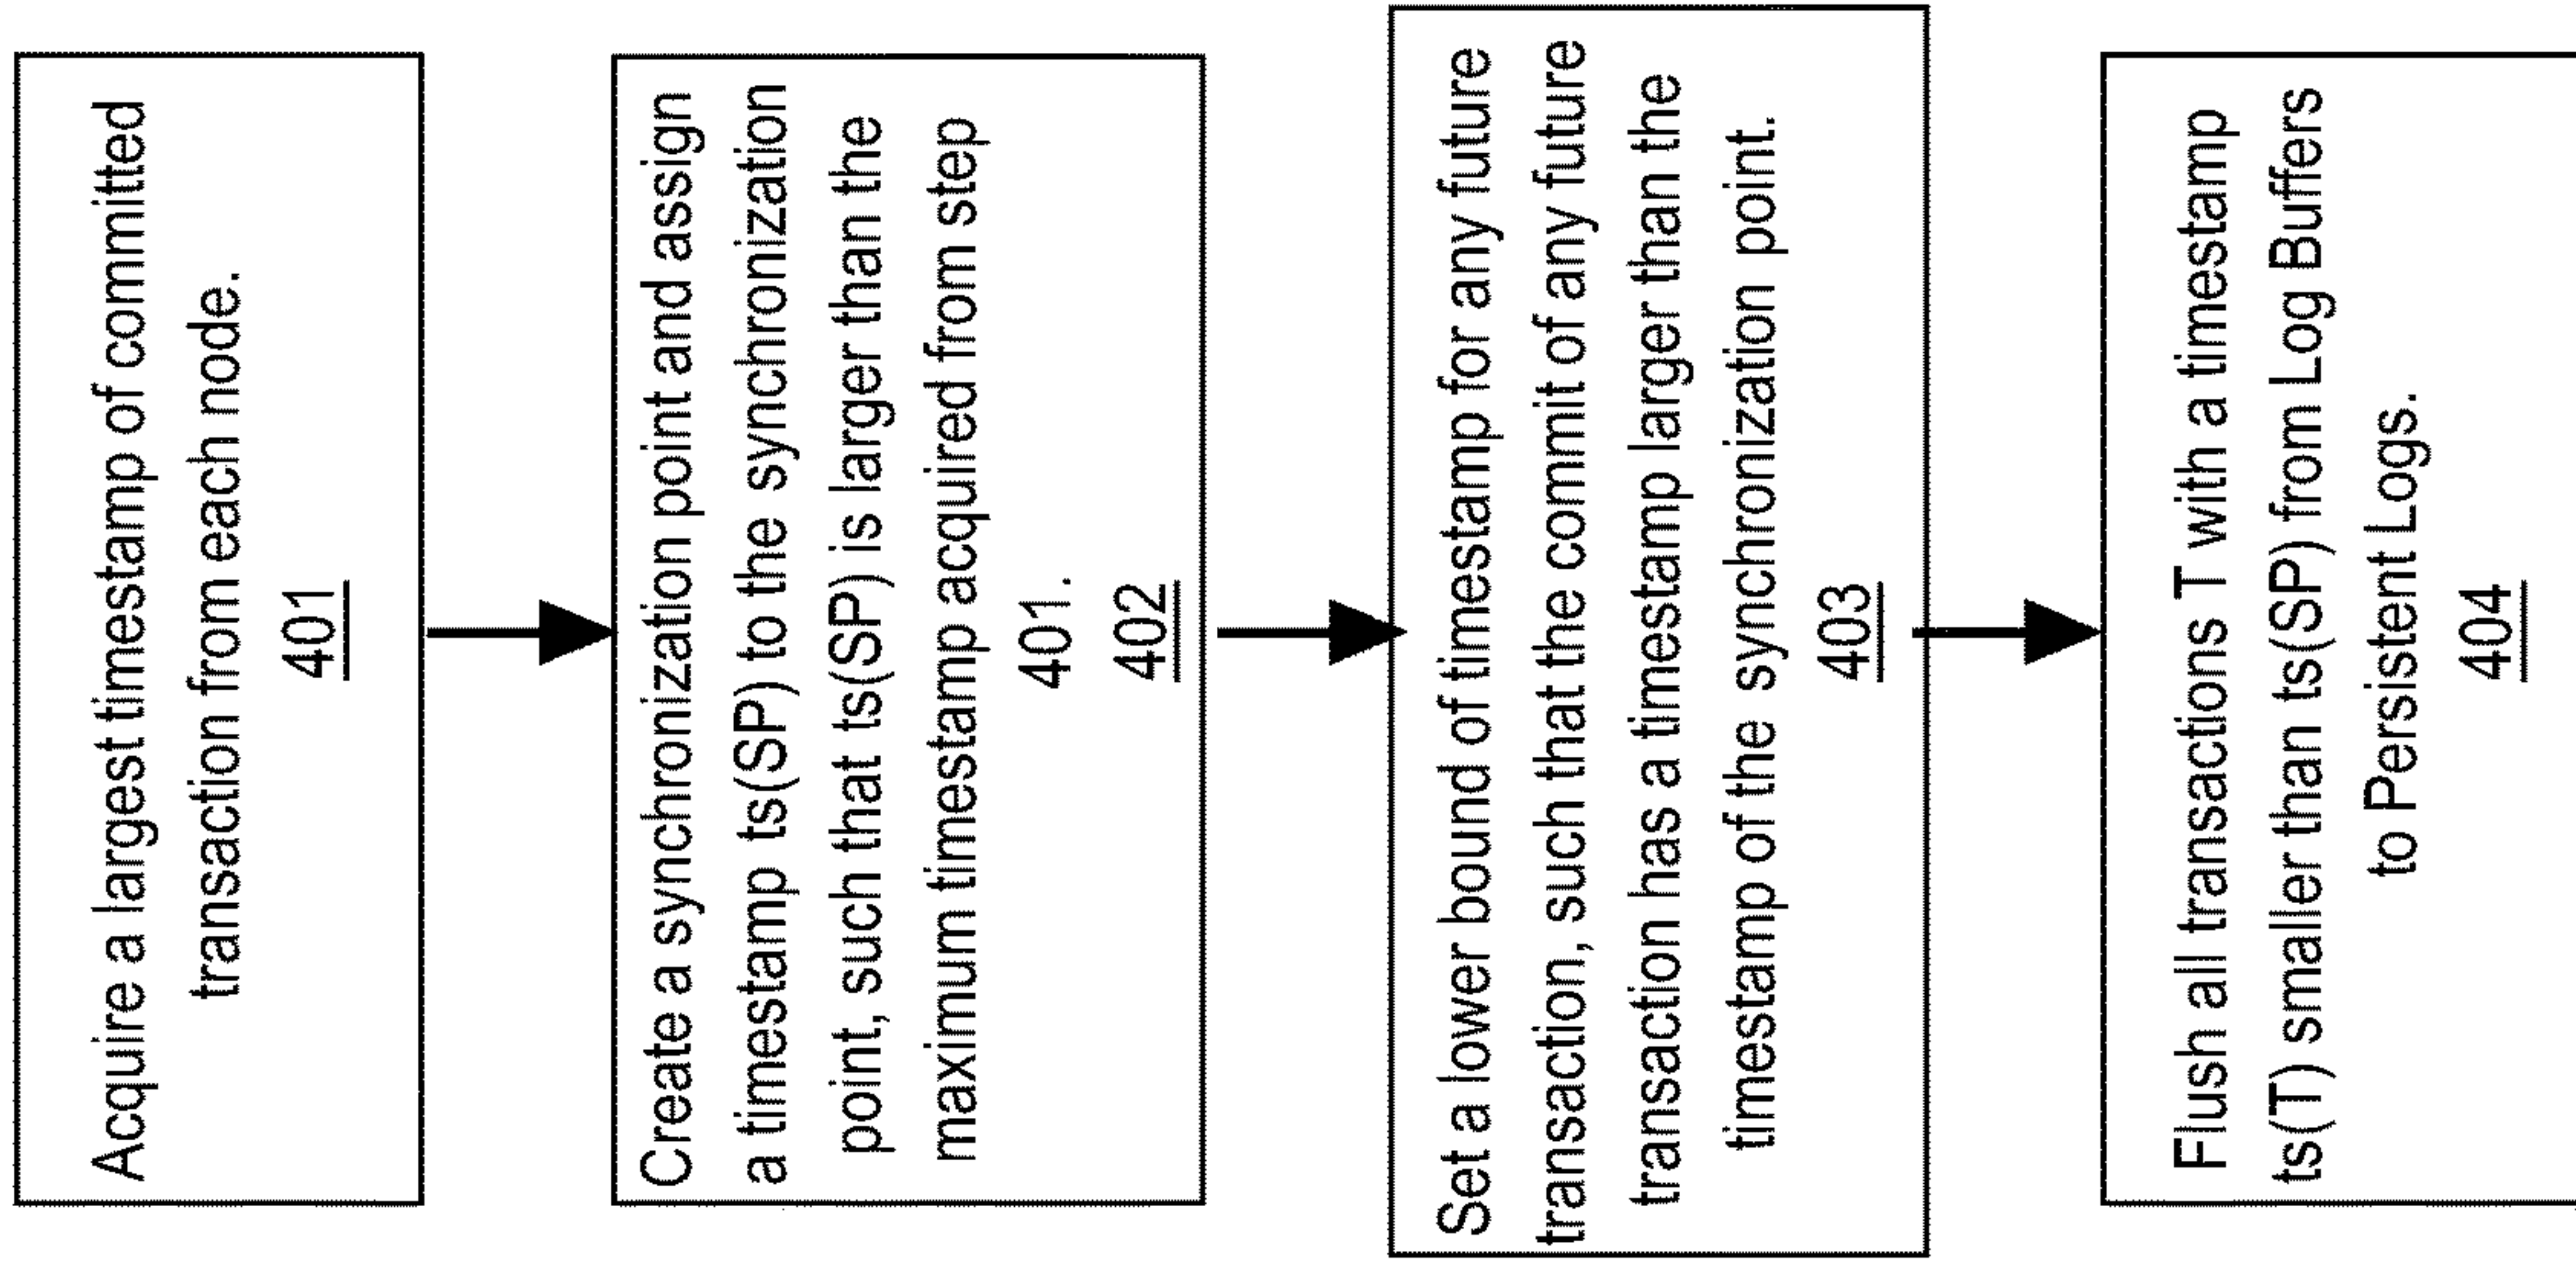 Acquire a largest timestamp of committed
transaction from each node.
401
Create a synchronization point and assign
a timestamp ts(SP) to the synchronization
point, such that ts(SP) is larger than the
maximum timestamp acquired from step
401.
402
Set a lower bound of timestamp for any future
transaction, such that the commit of any future
transaction has a timestamp larger than the
timestamp of the synchronization point.
403
Flush all transactions T with a timestamp
ts(T) smaller than ts(SP) from Log Buffers
to Persistent Logs.
404